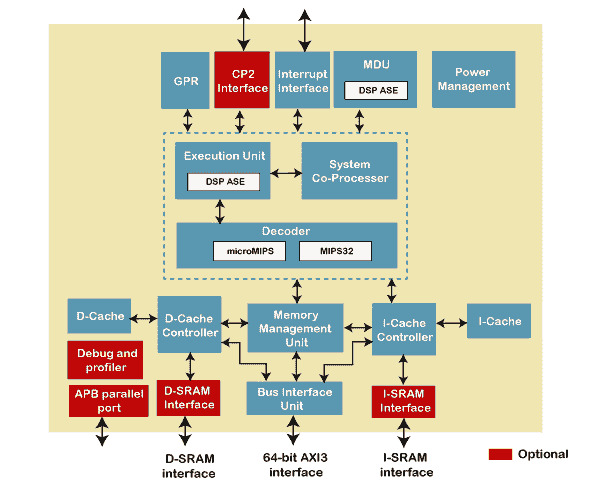 GPR
CP2
Interface
Interrupt
Interface
MDU
DSP ASE
Power
Management
Execution Unit
DSP ASE
System
Co-Processer
Decoder
microMIPS
MIPS32
D-Cache
D-Cache
Controller
Memory
Management
Unit
I-Cache
Controller
I-Cache
Debug and
profiler
APB parallel
port
D-SRAM
Interface
Bus Interface
Unit
I-SRAM
Interface
D-SRAM
interface
64-bit AXI3
interface
I-SRAM
interface
Optional